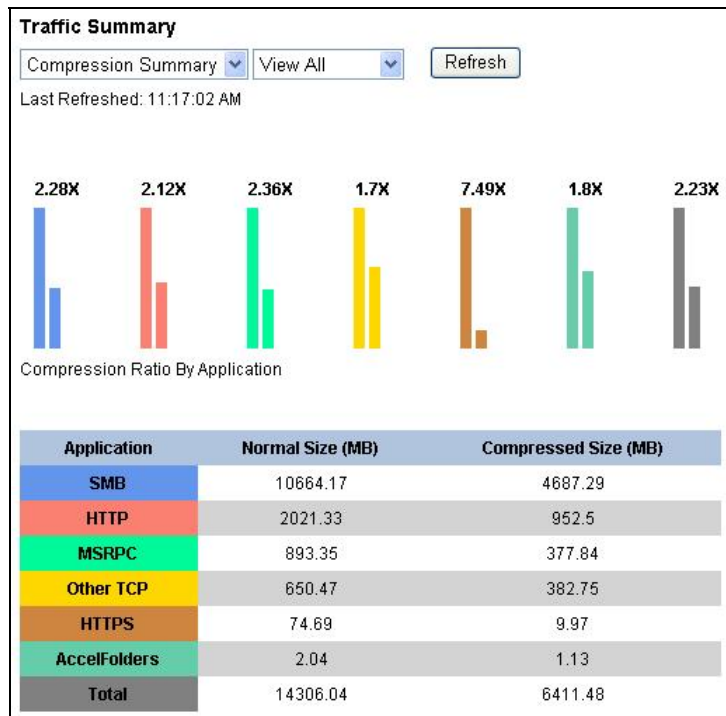 Traffic Summary
Compression Summary View All Refresh
Last Refreshed: 11:17:02 AM
2.28X 2.12X 2.36X 1.7X 7.49X 1.8X 2.23X
Compression Ratio By Application
Application Normal Size (MB) Compressed Size (MB)
SMB 10664.17 4687.29
HTTP 2021.33 952.5
MSRPC 893.35 377.84
Other TCP 650.47 382.75
HTTPS 74.69 9.97
AccelFolders 2.04 1.13
Total 14306.04 6411.48